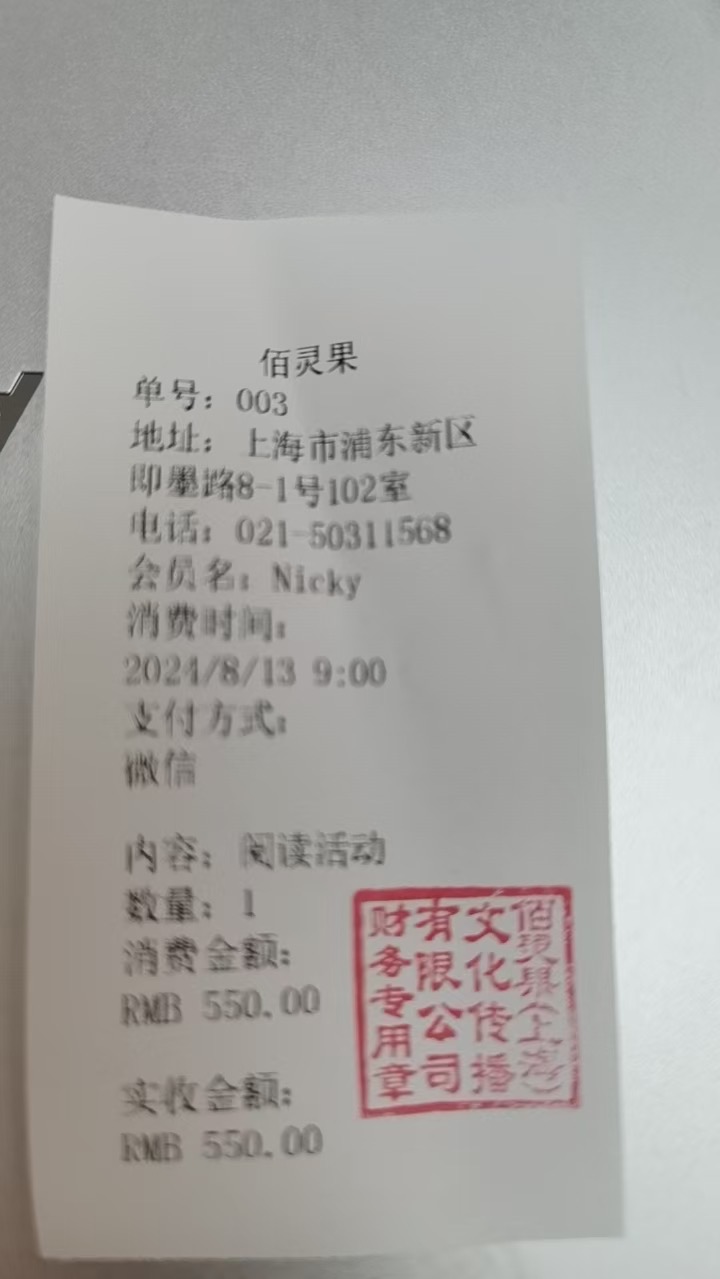 佰灵果
单号：003
地址：上海市浦东新区
即墨路8-1号102室
电话：021-50311568
会员名：Nicky
消费时间：
2024/8/13 9:00
支付方式：
微信
内容：阅读活动
数量：1
消费金额：
RMB 550.00
实收金额：
RMB 550.00
佰灵果（上海）
文化传播
有限公司
财务专用章